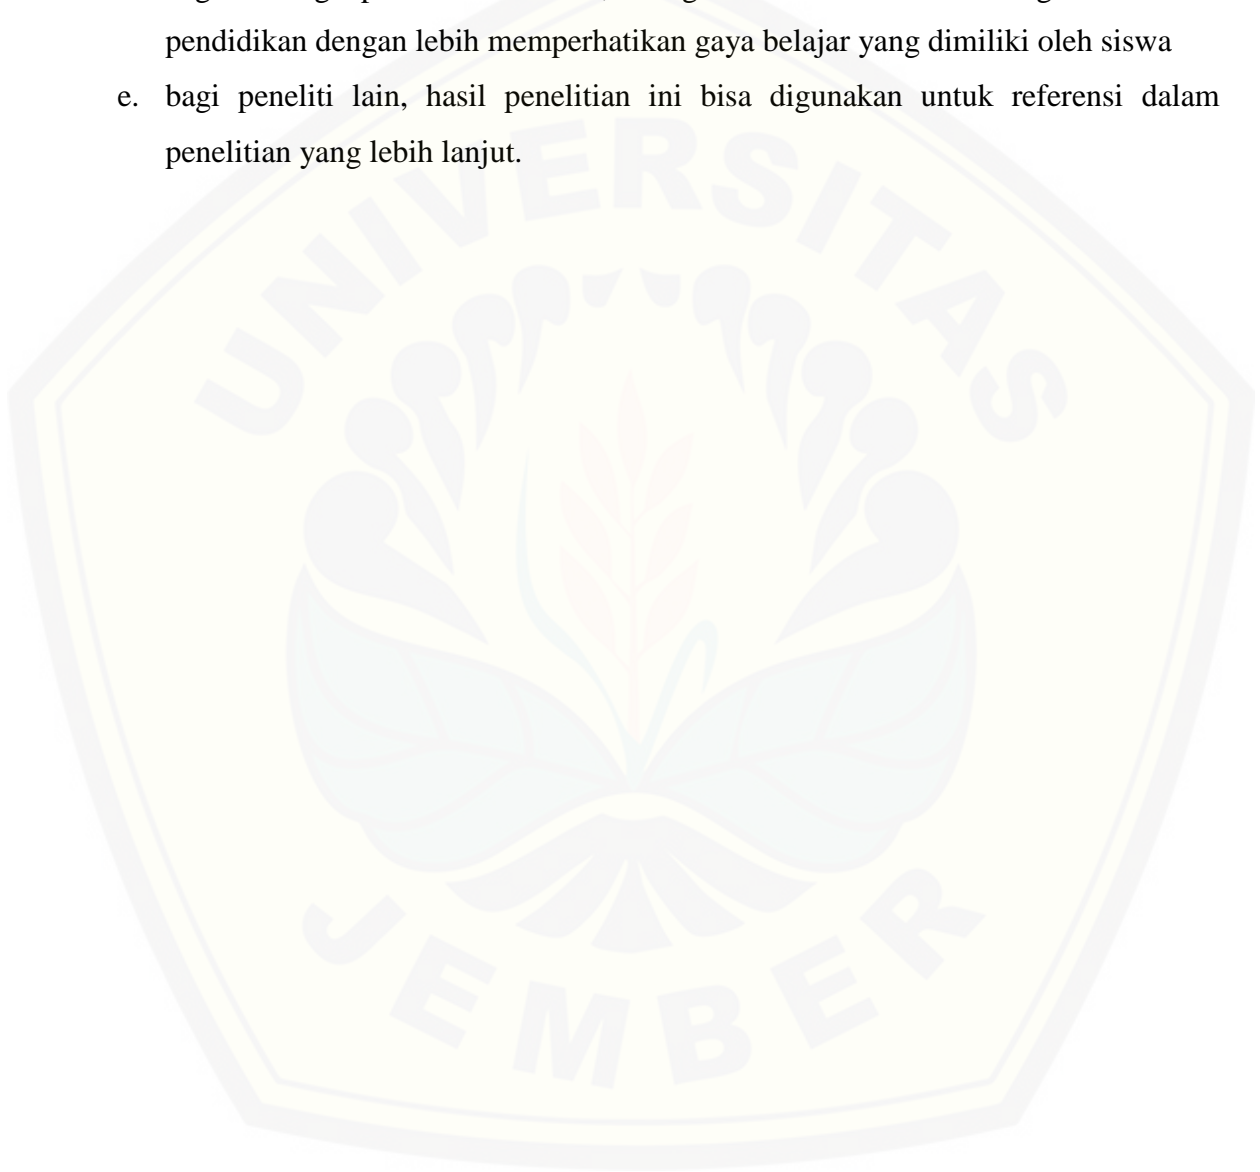 pendidikan dengan lebih memperhatikan gaya belajar yang dimiliki oleh siswa
e. bagi peneliti lain, hasil penelitian ini bisa digunakan untuk referensi dalam
penelitian yang lebih lanjut.
UNIVERSITAS
JEMBER